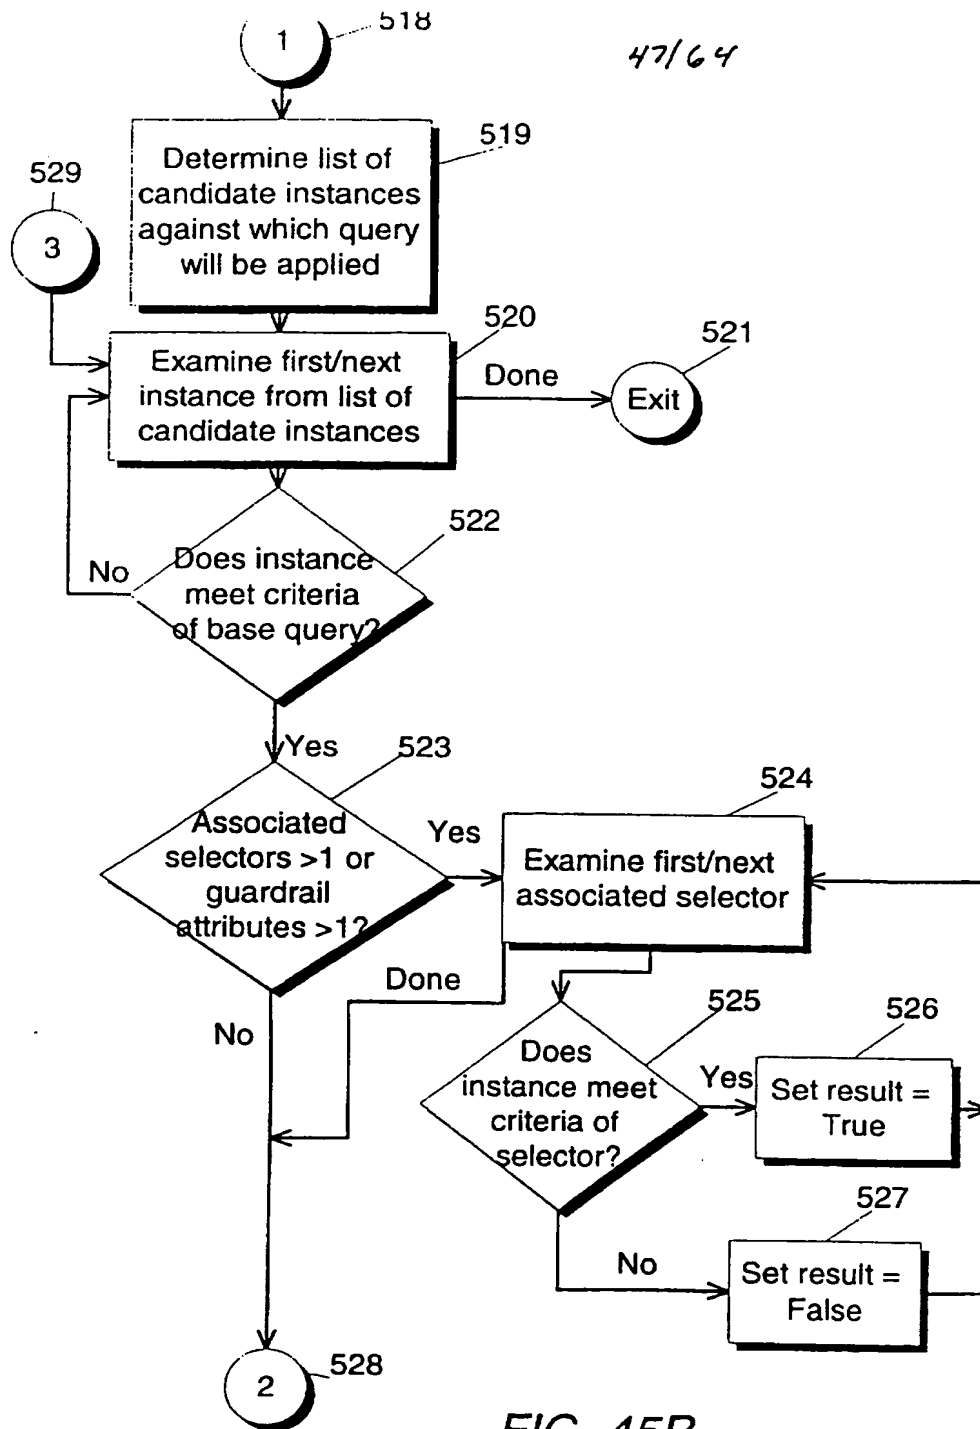 518
1
47/64
519
Determine list of
candidate instances
against which query
will be applied
529
3
520
Examine first/next
instance from list of
candidate instances
Done
521
Exit
522
Does instance
meet criteria
of base query?
No
Yes
523
Associated
selectors >1 or
guardrail
attributes >1?
Yes
524
Examine first/next
associated selector
Done
No
525
Does
instance meet
criteria of
selector?
Yes
526
Set result =
True
527
No
Set result =
False
2
528
FIG. 45B